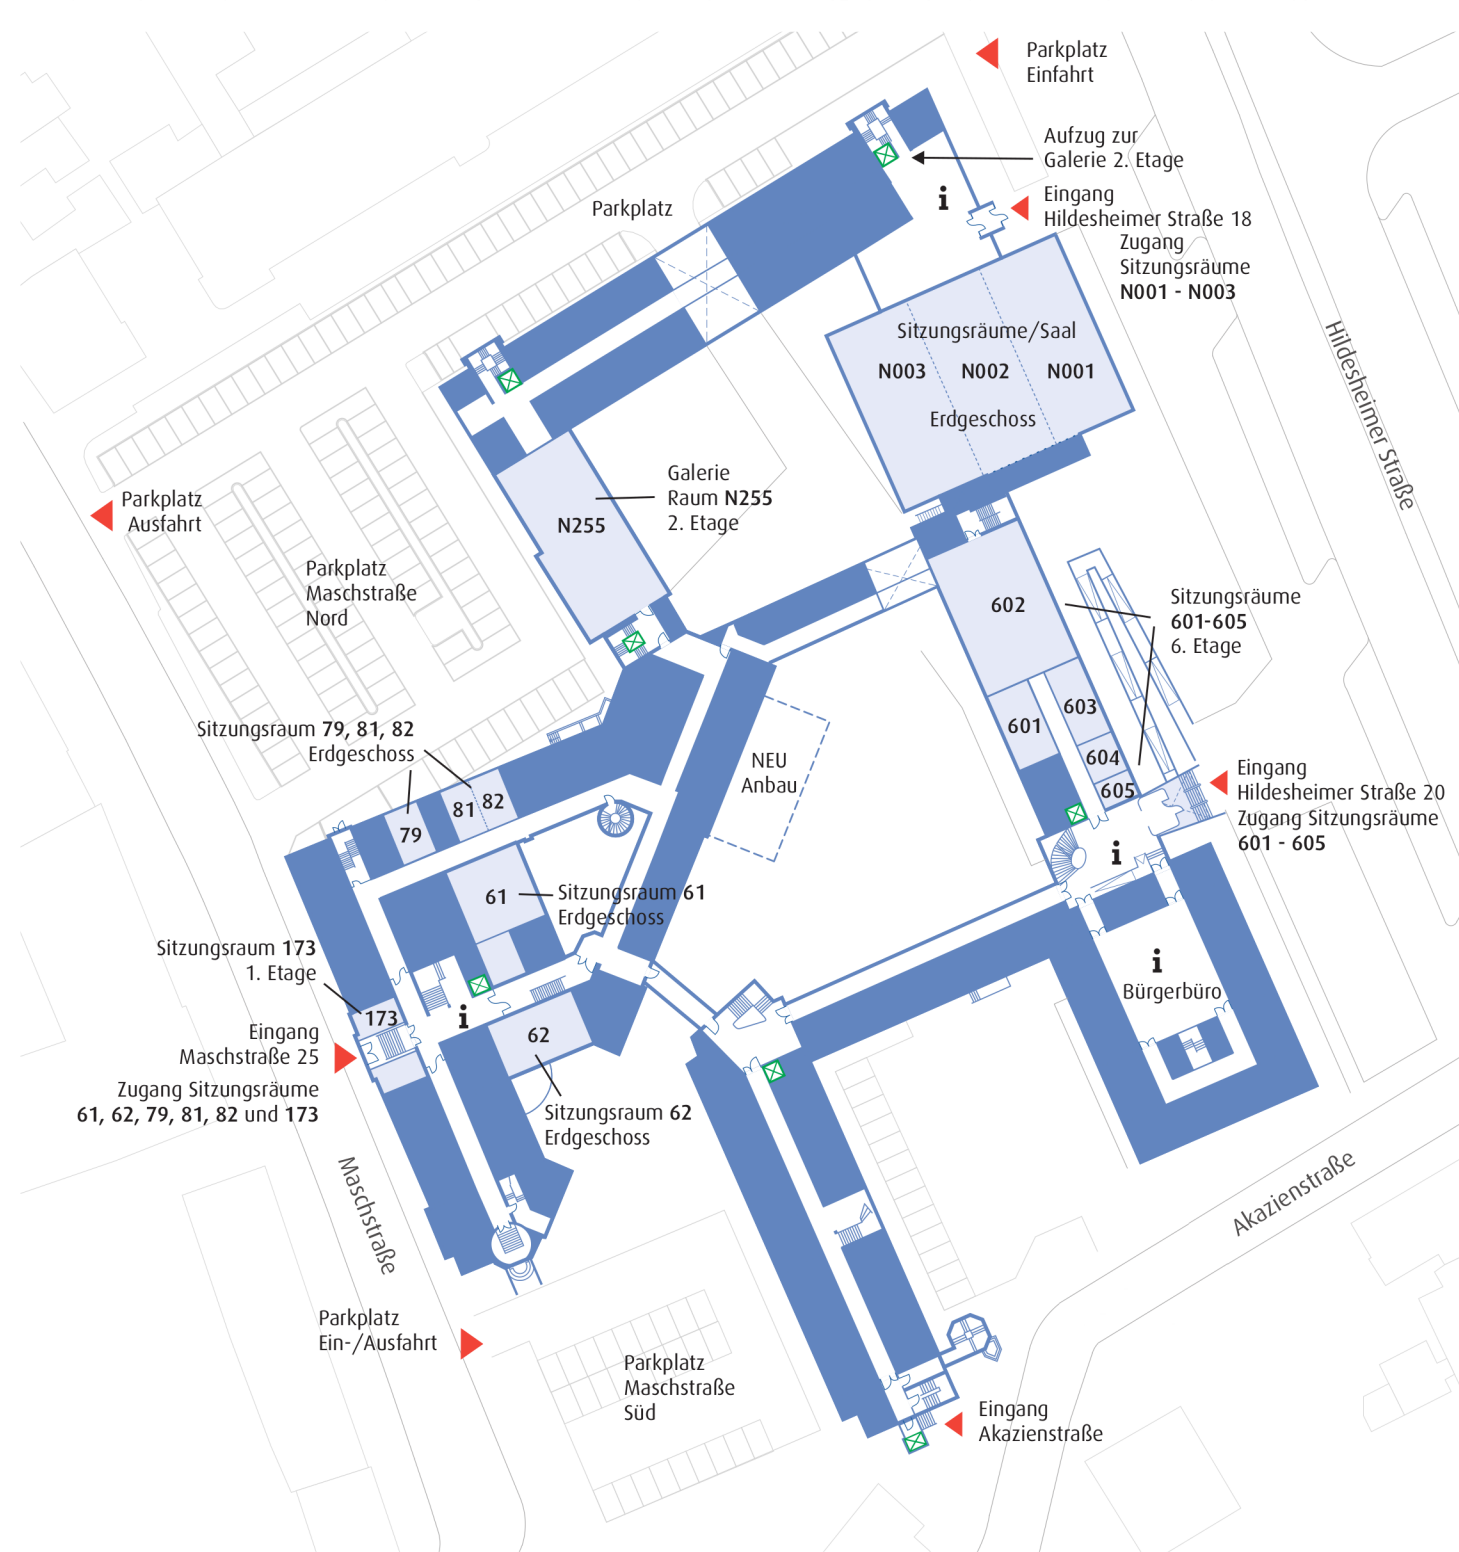 Parkplatz
Einfahrt
Aufzug zur
Galerie 2. Etage
Parkplatz
i
Eingang
Hildesheimer Straße 18
Zugang
Sitzungsräume
N001 - N003
Sitzungsräume/Saal
N003
N002
N001
Erdgeschoss
Hildesheimer Straße
Galerie
Raum N255
2. Etage
N255
Parkplatz
Ausfahrt
Parkplatz
Maschstraße
Nord
602
Sitzungsräume
601-605
6. Etage
603
601
604
605
Sitzungsraum 79, 81, 82
Erdgeschoss
NEU
Anbau
81
82
79
Eingang
Hildesheimer Straße 20
Zugang Sitzungsräume
601 - 605
i
61
Sitzungsraum 61
Erdgeschoss
Sitzungsraum 173
1. Etage
i
Bürgerbüro
173
i
62
Eingang
Maschstraße 25
Zugang Sitzungsräume
61, 62, 79, 81, 82 und 173
Sitzungsraum 62
Erdgeschoss
Maschstraße
Akazienstraße
Parkplatz
Ein-/Ausfahrt
Parkplatz
Maschstraße
Süd
Eingang
Akazienstraße